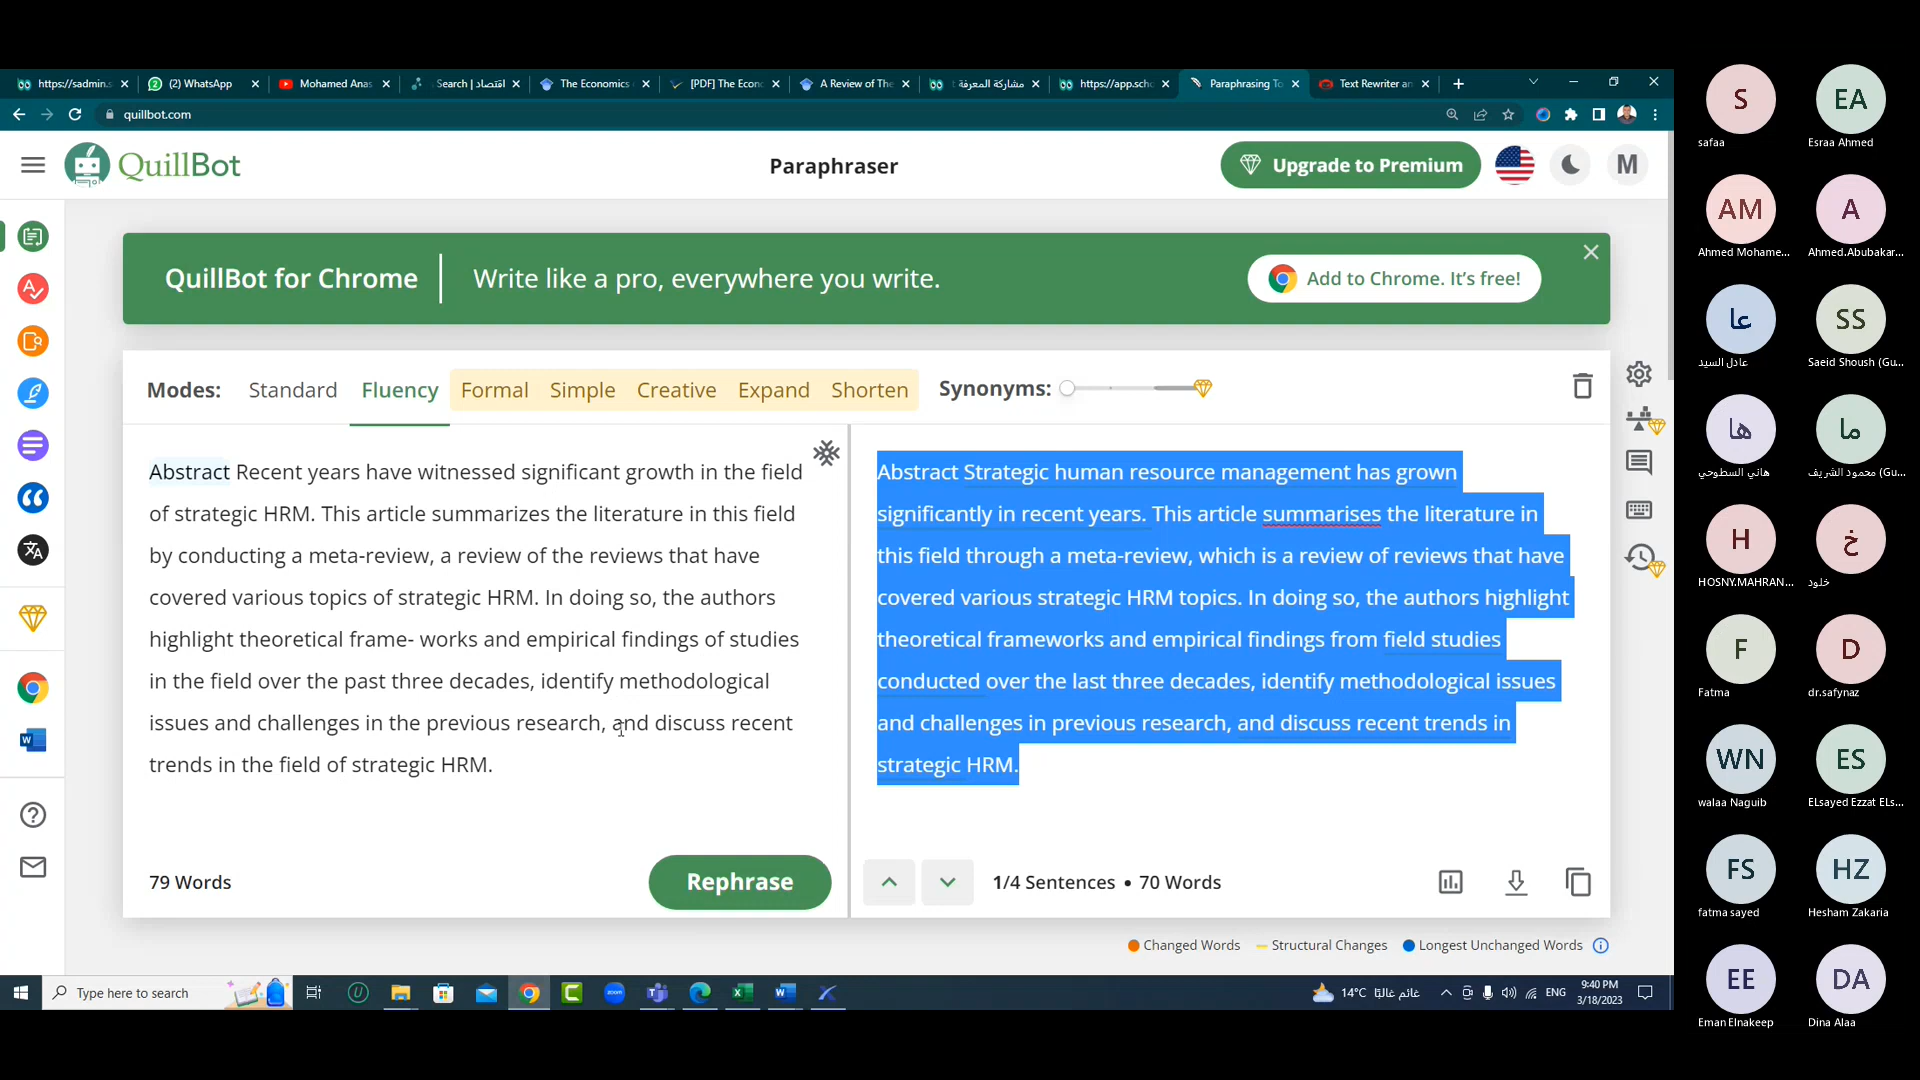 https://sadmin.s
(2) WhatsApp
Mohamed Anas
Search | اقتصاد
The Economics
[PDF] The Econ
A Review of The
مشاركة المعرفة
https://app.scho
Paraphrasing To
Text Rewriter an
quillbot.com
QuillBot
Paraphraser
Upgrade to Premium
M
QuillBot for Chrome
Write like a pro, everywhere you write.
Add to Chrome. It's free!
Modes:
Standard
Fluency
Formal
Simple
Creative
Expand
Shorten
Synonyms:
Abstract Recent years have witnessed significant growth in the field
of strategic HRM. This article summarizes the literature in this field
by conducting a meta-review, a review of the reviews that have
covered various topics of strategic HRM. In doing so, the authors
highlight theoretical frame- works and empirical findings of studies
in the field over the past three decades, identify methodological
issues and challenges in the previous research, and discuss recent
trends in the field of strategic HRM.
79 Words
Rephrase
Abstract Strategic human resource management has grown
significantly in recent years. This article summarises the literature in
this field through a meta-review, which is a review of reviews that have
covered various strategic HRM topics. In doing so, the authors highlight
theoretical frameworks and empirical findings from field studies
conducted over the last three decades, identify methodological issues
and challenges in previous research, and discuss recent trends in
strategic HRM.
1/4 Sentences • 70 Words
Changed Words
Structural Changes
Longest Unchanged Words
Type here to search
14°C غائم غالبًا
ENG
9:40 PM
3/18/2023
S
safaa
EA
Esraa Ahmed
AM
Ahmed Mohame...
A
Ahmed.Abubakar...
عا
عادل السيد
SS
Saeid Shoush (Gu...
ها
هاني السطوحي
ما
محمود الشريف (Gu...
H
HOSNY.MAHRAN...
خ
خلود
F
Fatma
D
dr.safynaz
WN
walaa Naguib
ES
ELsayed Ezzat ELs...
FS
fatma sayed
HZ
Hesham Zakaria
EE
Eman Elnakeep
DA
Dina Alaa